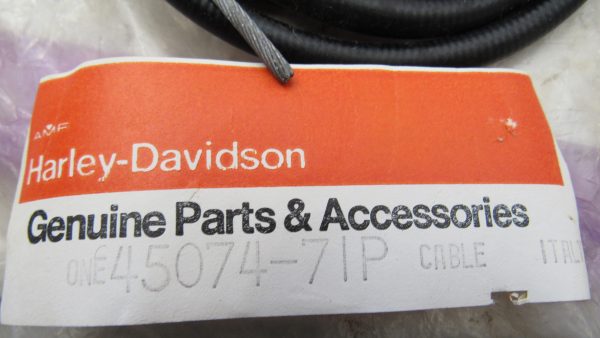 AMF
Harley-Davidson
Genuine Parts & Accessories
ONE 45074-71P CABLE